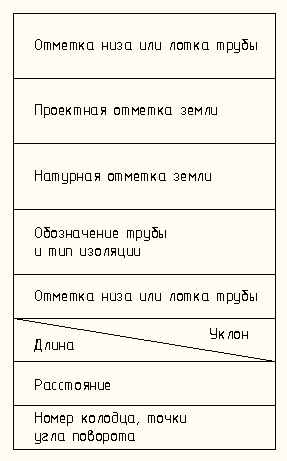 Отметка низа или лотка трубы
Проектная отметка земли
Натурная отметка земли
Обозначение трубы
и тип изоляции
Отметка низа или лотка трубы
Уклон
Длина
Расстояние
Номер колодца, точки
угла поворота